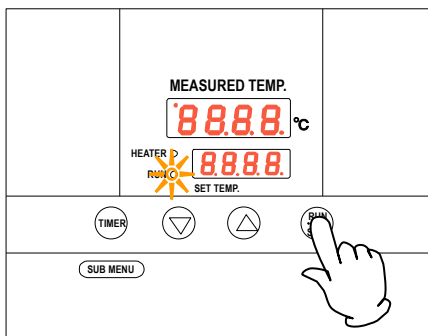 MEASURED TEMP.
8.8.8.8. °C
HEATER
RUN 8.8.8.8.
SET TEMP.
TIMER RUN
SUB MENU